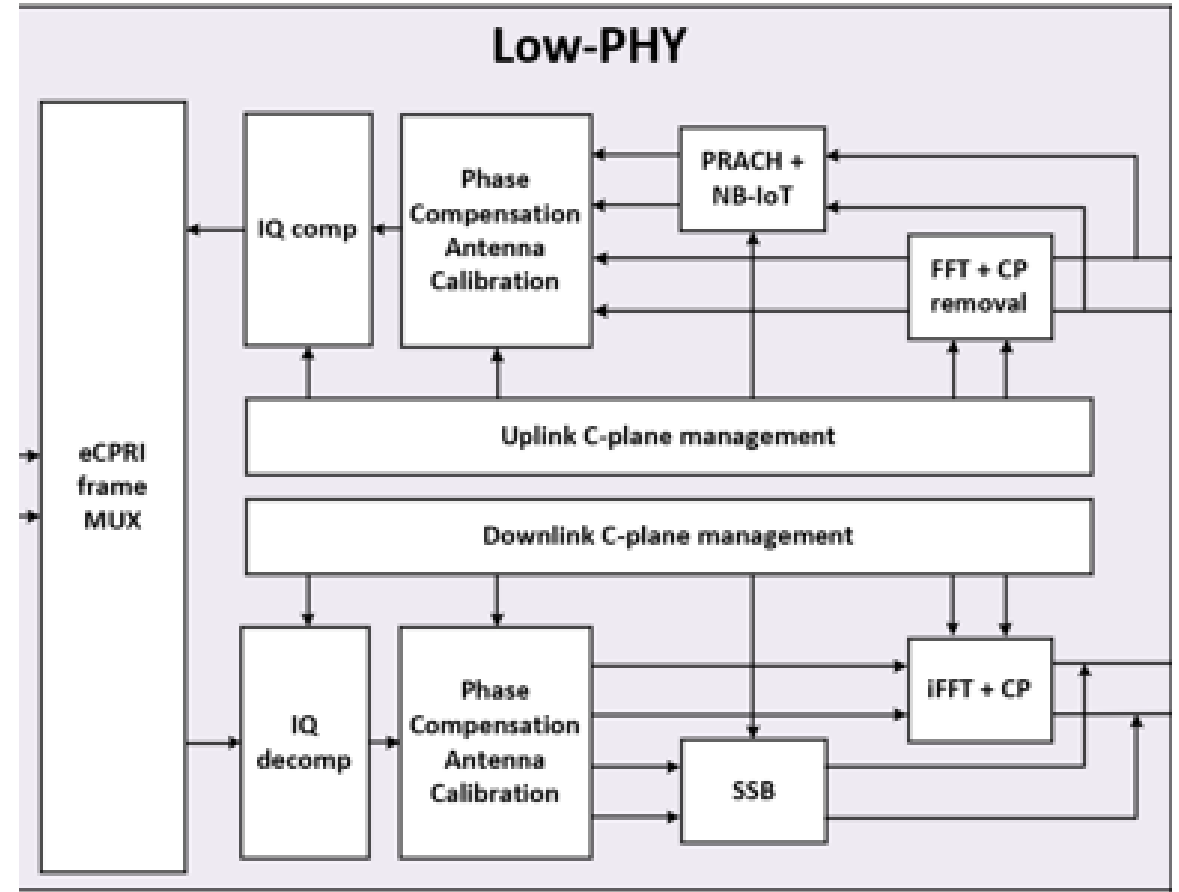 Low-PHY
eCPRI
frame
MUX
IQ comp
Phase
Compensation
Antenna
Calibration
PRACH +
NB-IoT
FFT + CP
removal
Uplink C-plane management
Downlink C-plane management
IQ
decomp
Phase
Compensation
Antenna
Calibration
iFFT + CP
SSB